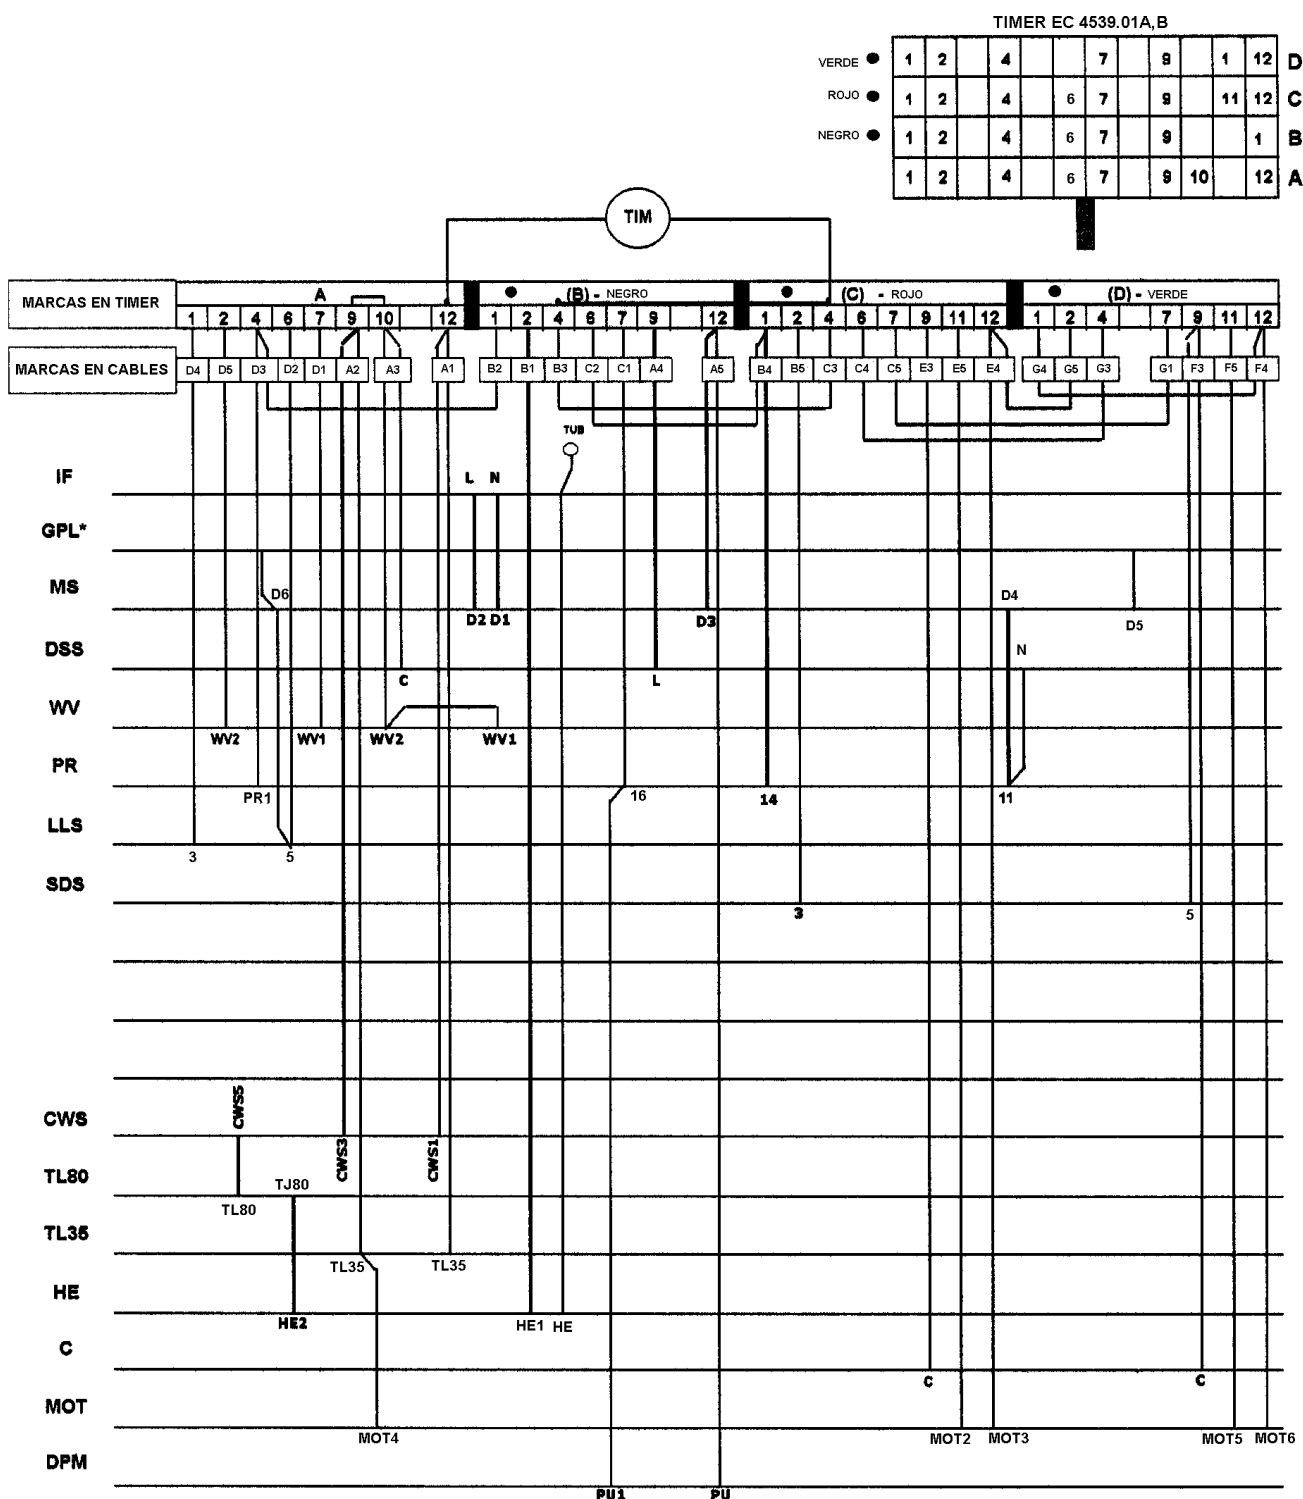 TIMER EC 4539.01A,B
VERDE 1 2 4 7 9 1 12 D
ROJO 1 2 4 6 7 9 11 12 C
NEGRO 1 2 4 6 7 9 1 B
1 2 4 6 7 9 10 12 A
TIM
MARCAS EN TIMER
A (B) - NEGRO (C) - ROJO (D) - VERDE
1 2 4 6 7 9 10 12 1 2 4 6 7 9 12 1 2 4 6 7 9 11 12 1 2 4 7 9 11 12
MARCAS EN CABLES
D4 D5 D3 D2 D1 A2 A3 A1 B2 B1 B3 C2 C1 A4 A5 B4 B5 C3 C4 C5 E3 E5 E4 G4 G5 G3 G1 F3 F5 F4
TUB
IF
L N
GPL*
MS
D6
D4
D2 D1
D3
D5
DSS
N
C
L
WV
WV2 WV1 WV2 WV1
PR
PR1
16
14
11
LLS
3
5
SDS
3
5
CWS5
CWS
CWS3
CWS1
TL80
TJ80
TL80
TL35
TL35
TL35
HE
HE2
HE1 HE
C
C
C
MOT
MOT4
MOT2 MOT3
MOT5 MOT6
DPM
PU1
PU